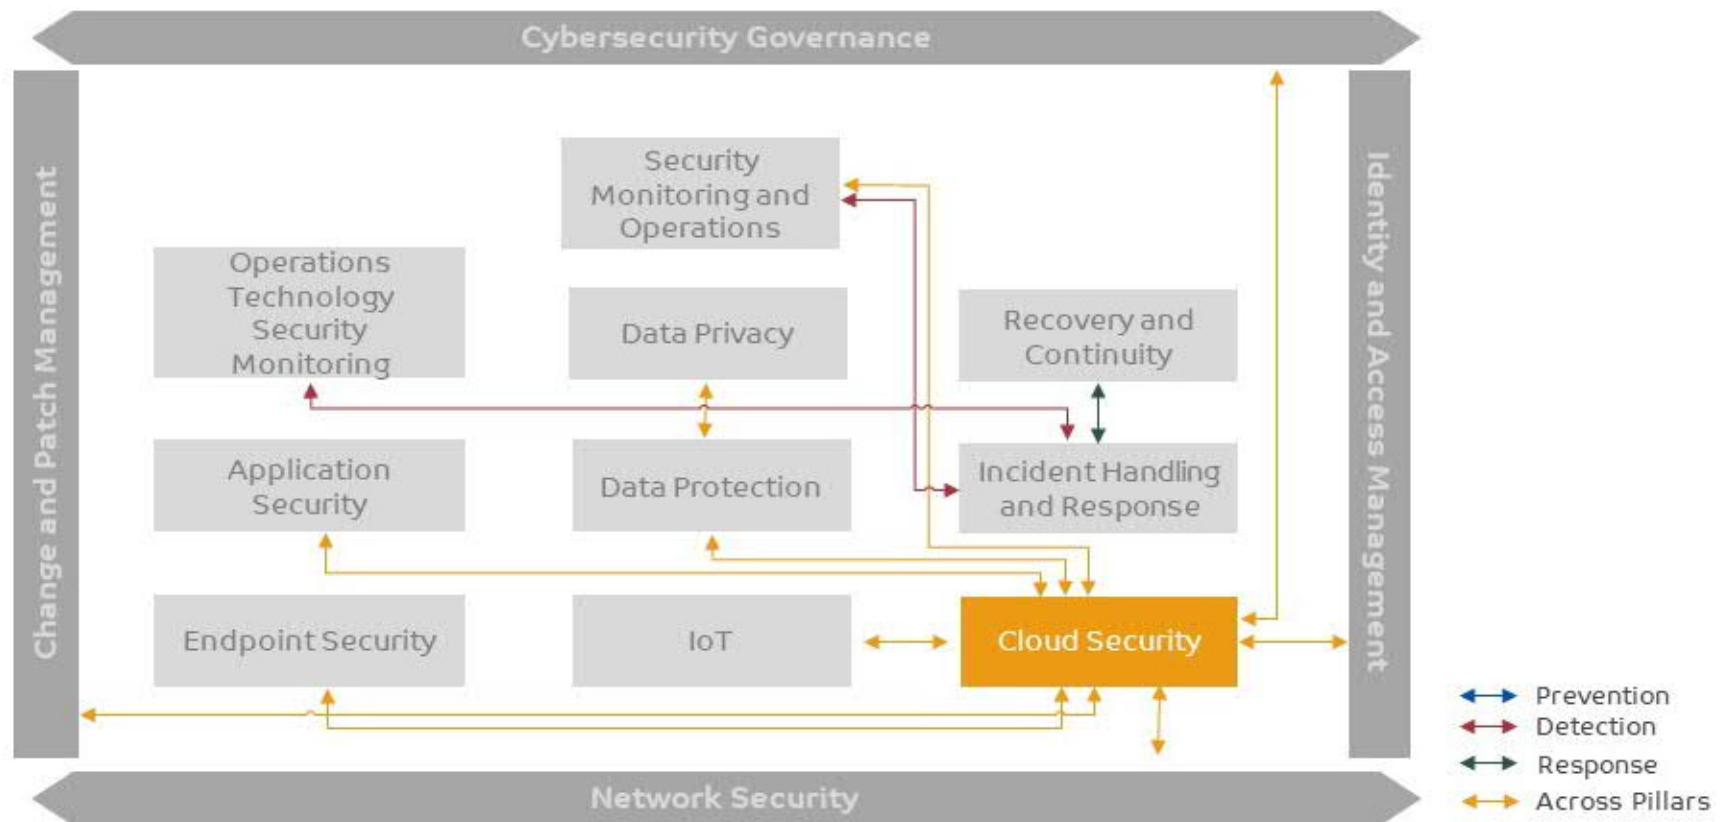 Cybersecurity Governance
Change and Patch Management
Identity and Access Management
Security
Monitoring and
Operations
Operations
Technology
Security
Monitoring
Data Privacy
Recovery and
Continuity
Application
Security
Data Protection
Incident Handling
and Response
Endpoint Security
IoT
Cloud Security
Network Security
Prevention
Detection
Response
Across Pillars